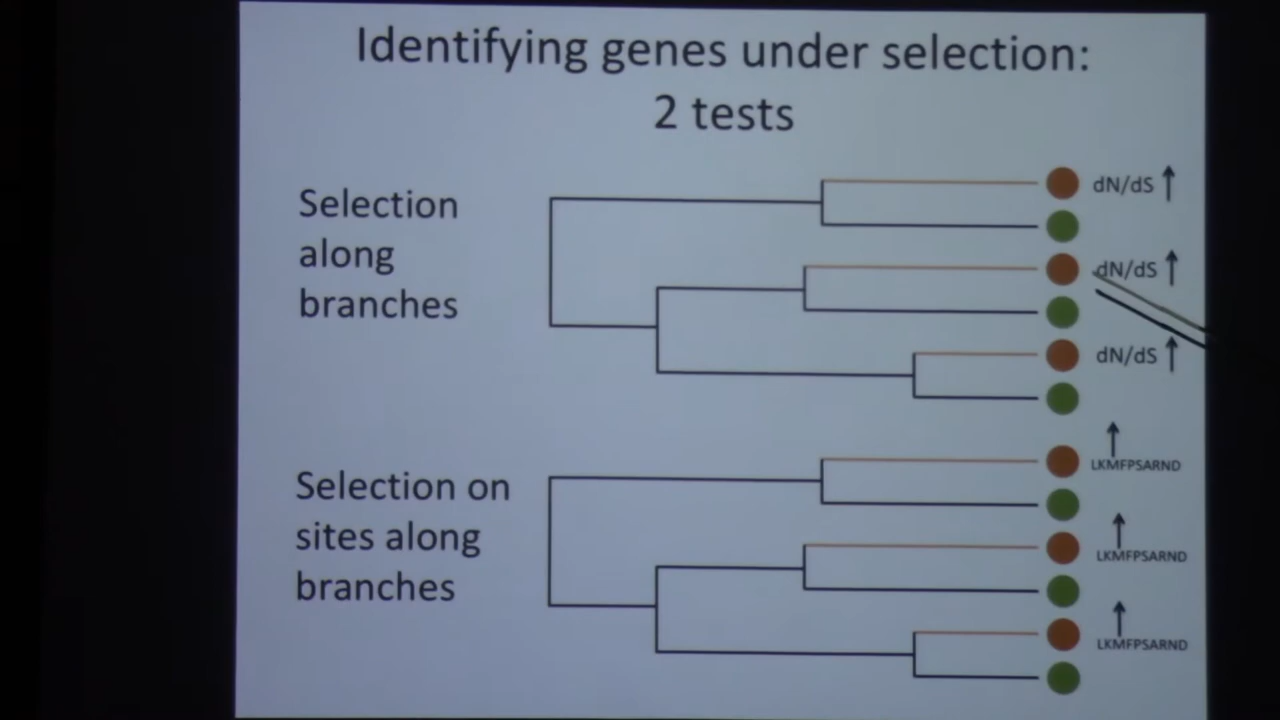 Identifying genes under selection:
2 tests
Selection
along
branches
dN/dS
dN/dS
dN/dS
Selection on
sites along
branches
LKMFPSARND
LKMFPSARND
LKMFPSARND